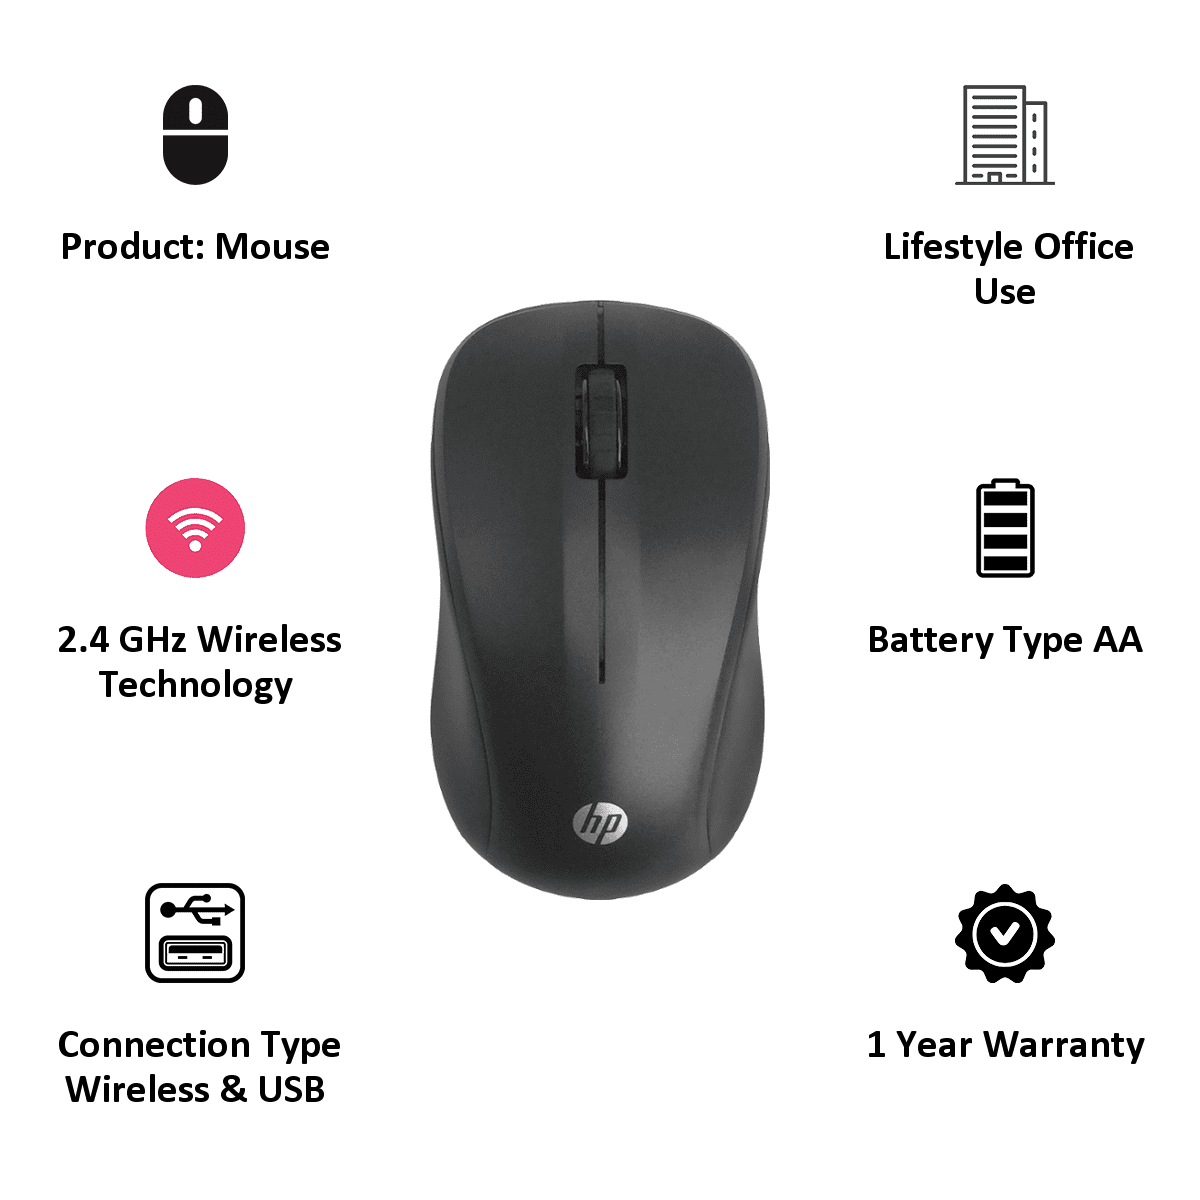 Product: Mouse
Lifestyle Office
Use
2.4 GHz Wireless
Technology
Battery Type AA
hp
Connection Type
Wireless & USB
1 Year Warranty